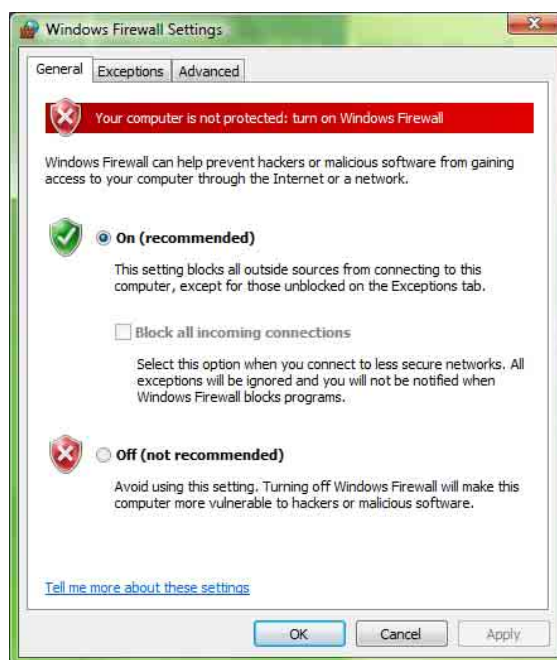 Windows Firewall Settings
General Exceptions Advanced
Your computer is not protected: turn on Windows Firewall
Windows Firewall can help prevent hackers or malicious software from gaining
access to your computer through the Internet or a network.
On (recommended)
This setting blocks all outside sources from connecting to this
computer, except for those unblocked on the Exceptions tab.
Block all incoming connections
Select this option when you connect to less secure networks. All
exceptions will be ignored and you will not be notified when
Windows Firewall blocks programs.
Off (not recommended)
Avoid using this setting. Turning off Windows Firewall will make this
computer more vulnerable to hackers or malicious software.
Tell me more about these settings
OK Cancel Apply